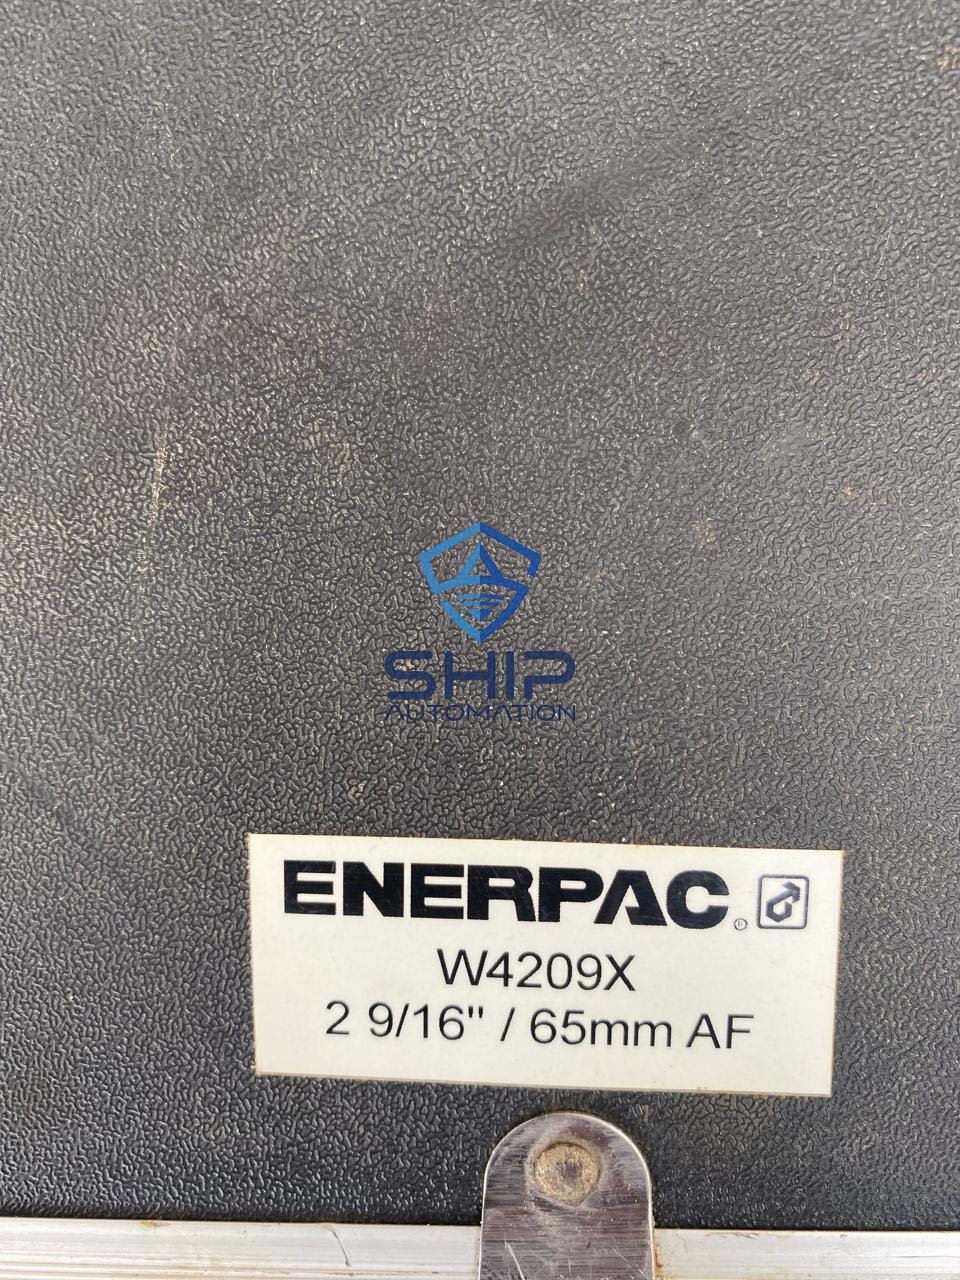 SHIP
AUTOMATION
ENERPAC®
W4209X
2 9/16" / 65mm AF